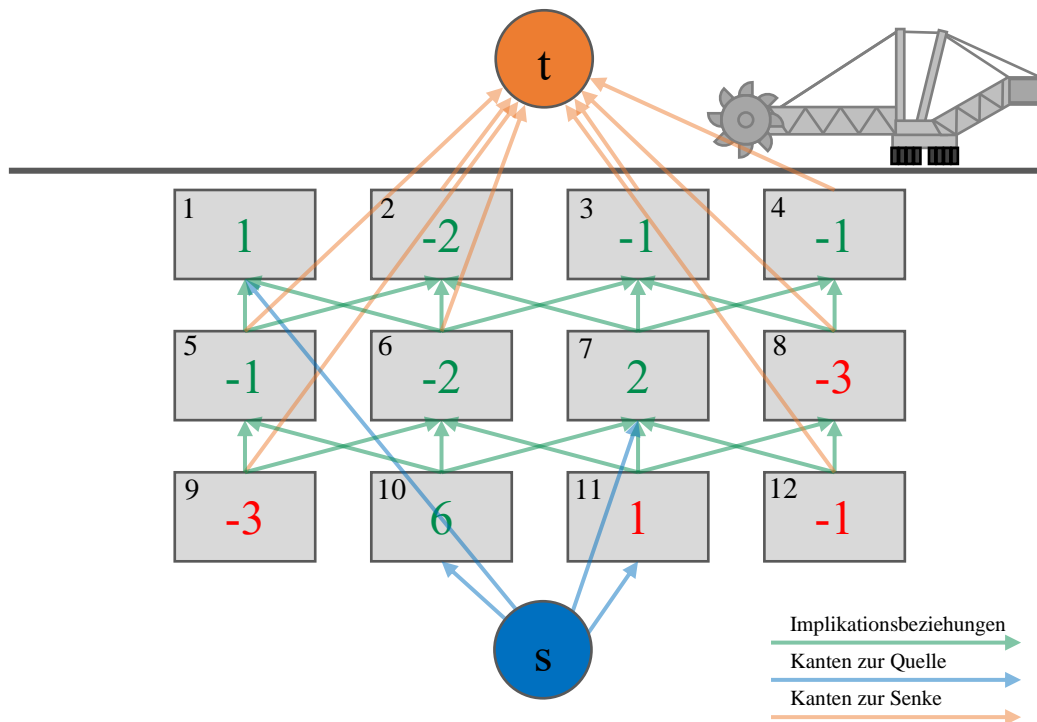 t
1 2 3 4
1 -2 -1 -1
5 6 7 8
-1 -2 2 -3
9 10 11 12
-3 6 1 -1
s
Implikationsbeziehungen
Kanten zur Quelle
Kanten zur Senke